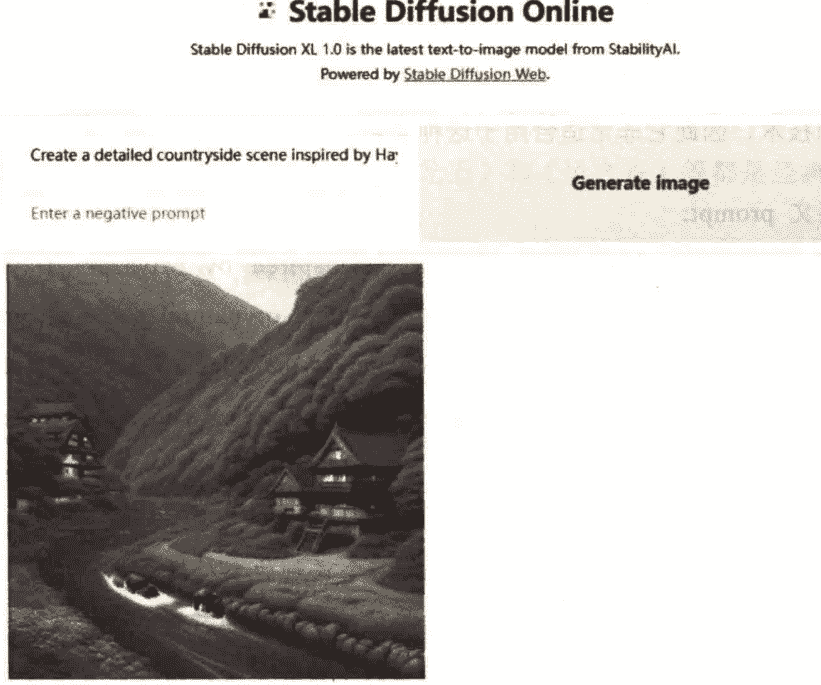 Stable Diffusion Online
Stable Diffusion XL 1.0 is the latest text-to-image model from StabilityAI.
Powered by Stable Diffusion Web.
Create a detailed countryside scene inspired by Ha
Generate image
Enter a negative prompt